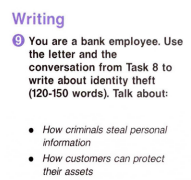 Writing
9 You are a bank employee. Use
the letter and the
conversation from Task 8 to
write about identity theft
(120-150 words). Talk about:
• How criminals steal personal
information
• How customers can protect
their assets